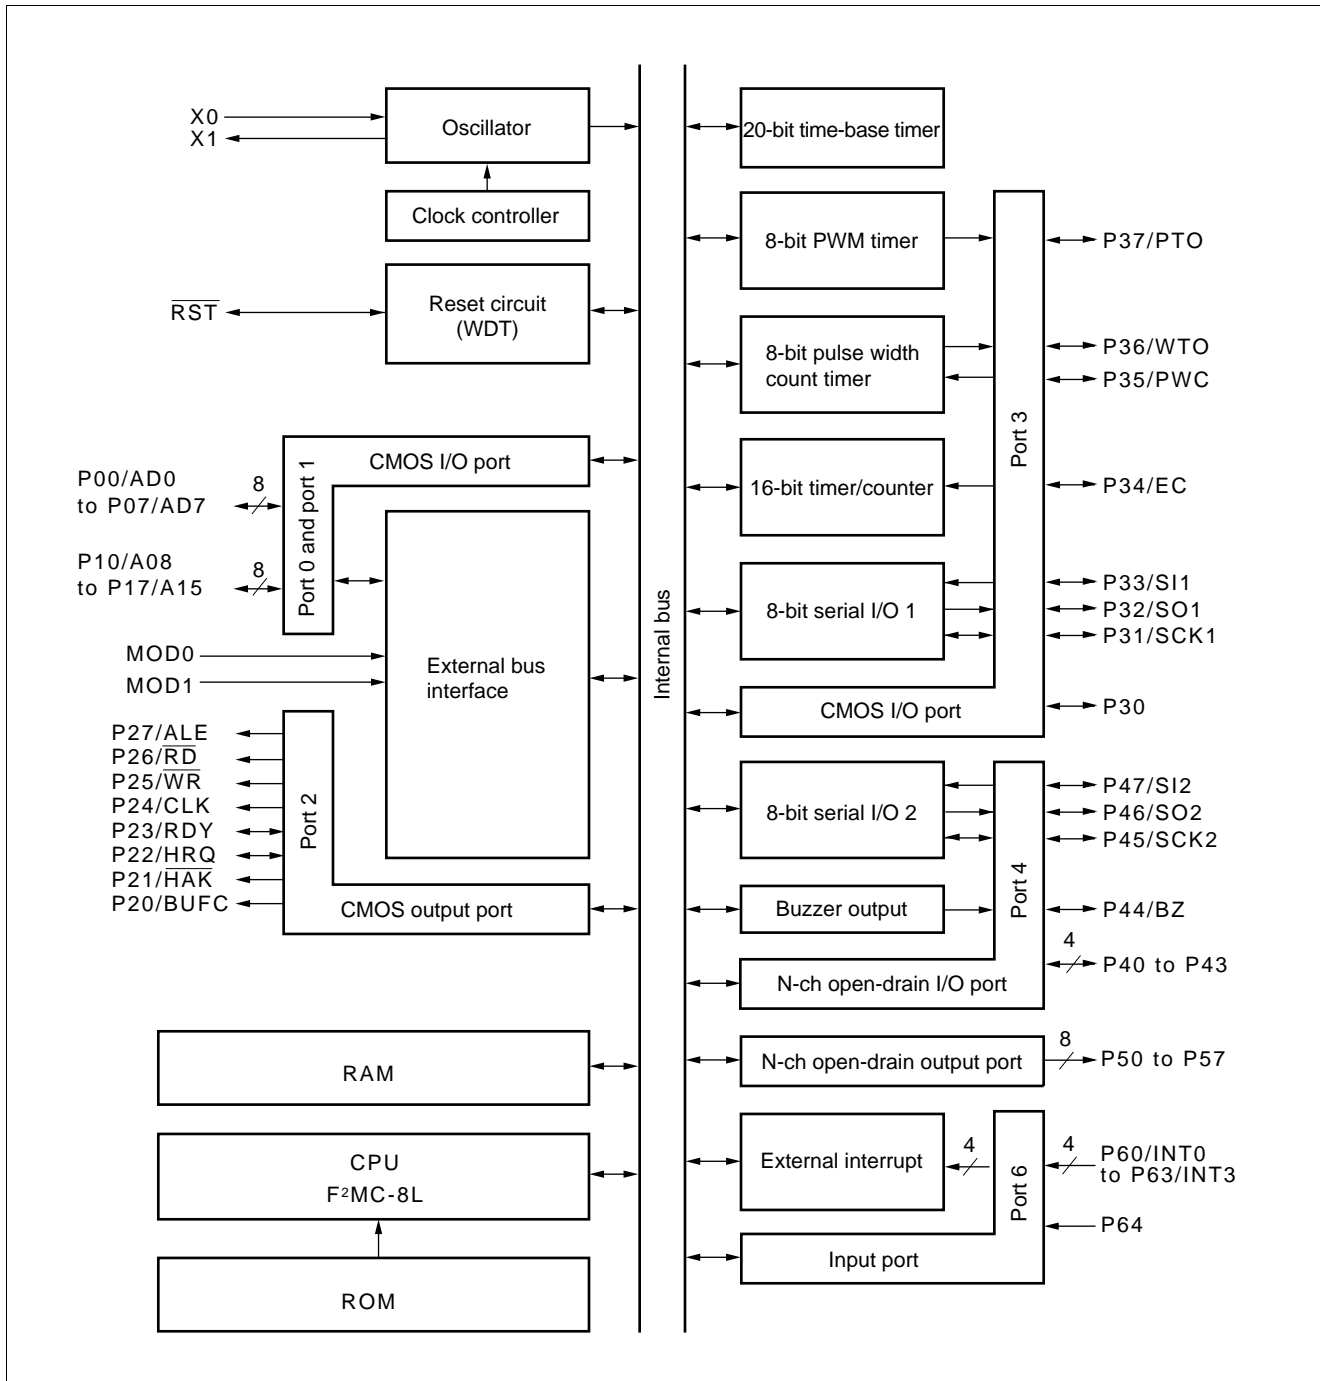 X0
X1
Oscillator
Clock controller
RST
Reset circuit
(WDT)
P00/AD0
to P07/AD7
8
P10/A08
to P17/A15
8
Port 0 and port 1
CMOS I/O port
MOD0
MOD1
External bus
interface
P27/ALE
P26/RD
P25/WR
P24/CLK
P23/RDY
P22/HRQ
P21/HAK
P20/BUFC
Port 2
CMOS output port
RAM
CPU
F²MC-8L
ROM
Internal bus
20-bit time-base timer
8-bit PWM timer
8-bit pulse width
count timer
16-bit timer/counter
8-bit serial I/O 1
CMOS I/O port
Port 3
P37/PTO
P36/WTO
P35/PWC
P34/EC
P33/SI1
P32/SO1
P31/SCK1
P30
8-bit serial I/O 2
Buzzer output
N-ch open-drain I/O port
Port 4
P47/SI2
P46/SO2
P45/SCK2
P44/BZ
4
P40 to P43
N-ch open-drain output port
8
P50 to P57
External interrupt
4
Input port
Port 6
4
P60/INT0
to P63/INT3
P64